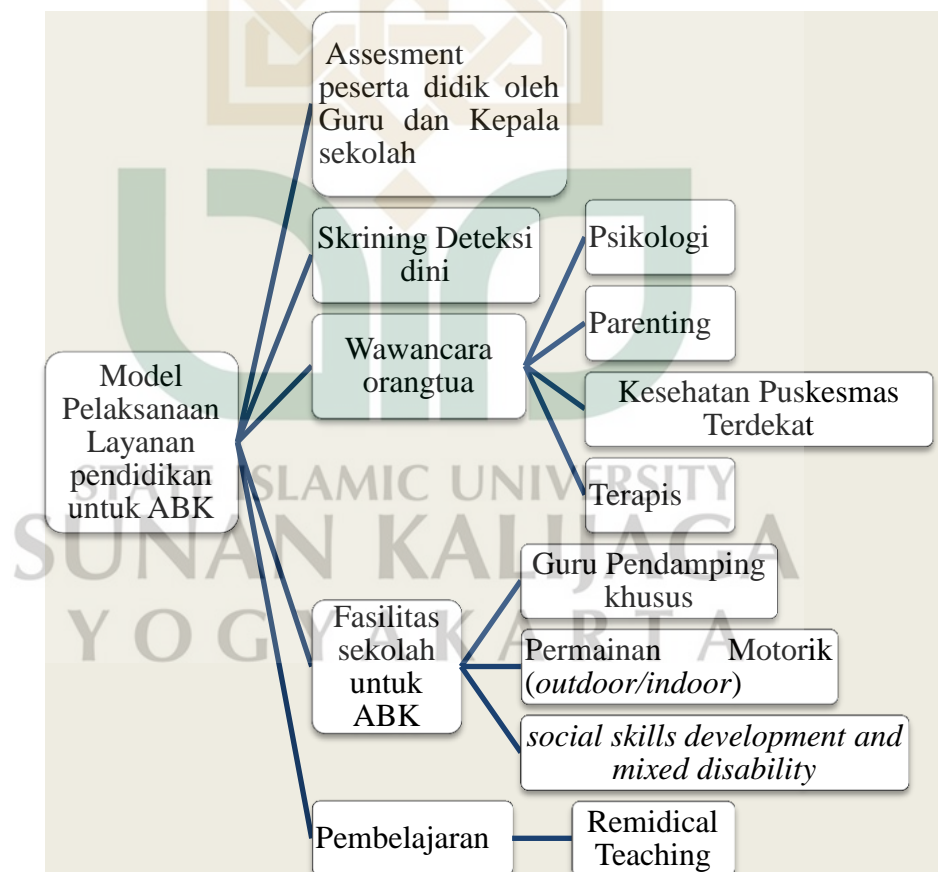 Assesment
peserta didik oleh
Guru dan Kepala
sekolah
Skrining Deteksi
dini
Wawancara
orangtua
Psikologi
Parenting
Kesehatan Puskesmas
Terdekat
Terapis
Model
Pelaksanaan
Layanan
pendidikan
untuk ABK
Fasilitas
sekolah
untuk
ABK
Guru Pendamping
khusus
Permainan Motorik
(outdoor/indoor)
social skills development and
mixed disability
Pembelajaran
Remidical
Teaching
STATE ISLAMIC UNIVERSITY
SUNAN KALIJAGA
YOGYAKARTA